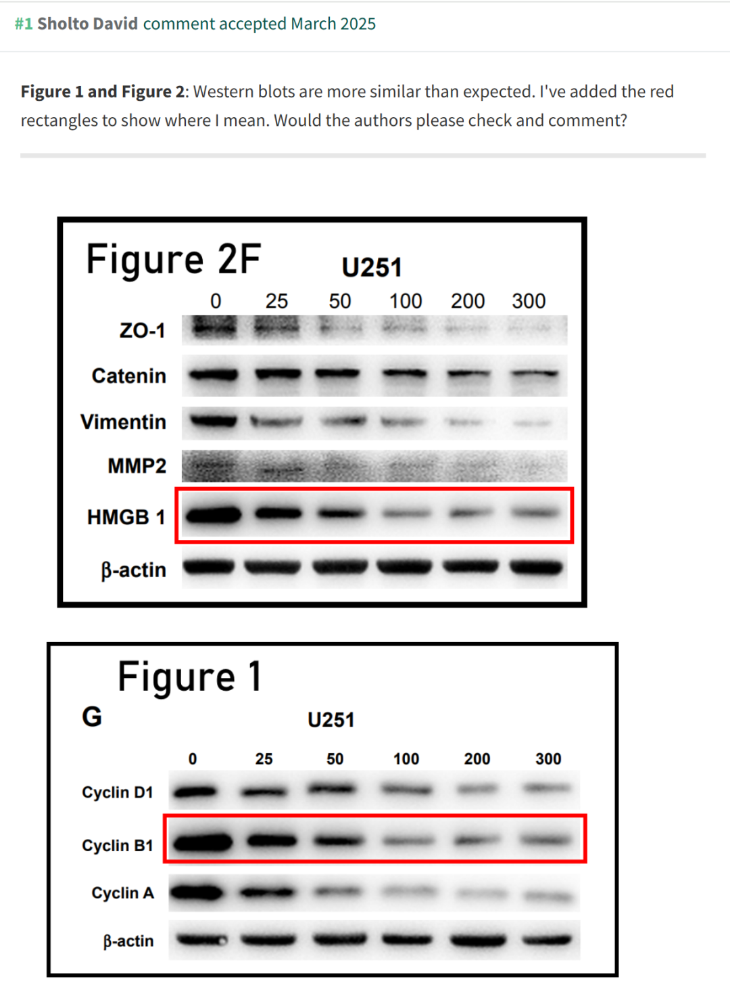 #1 Sholto David comment accepted March 2025
Figure 1 and Figure 2: Western blots are more similar than expected. I've added the red
rectangles to show where I mean. Would the authors please check and comment?
Figure 2F
U251
0 25 50 100 200 300
ZO-1
Catenin
Vimentin
MMP2
HMGB 1
β-actin
Figure 1
G
U251
0 25 50 100 200 300
Cyclin D1
Cyclin B1
Cyclin A
β-actin